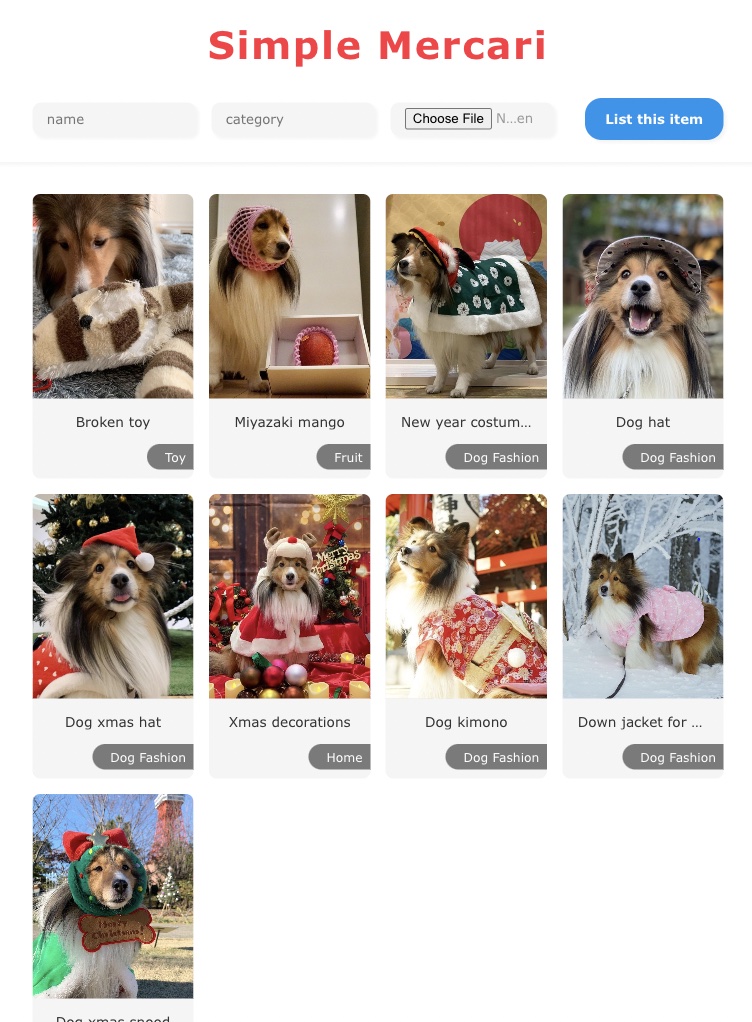 Simple Mercari
name
category
Choose File N...en
List this item
Broken toy
Toy
Miyazaki mango
Fruit
New year costum...
Dog Fashion
Dog hat
Dog Fashion
Dog xmas hat
Dog Fashion
Merry
Christmas
Xmas decorations
Home
Dog kimono
Dog Fashion
Down jacket for ...
Dog Fashion
Merry
Christmas!
Dog xmas snood